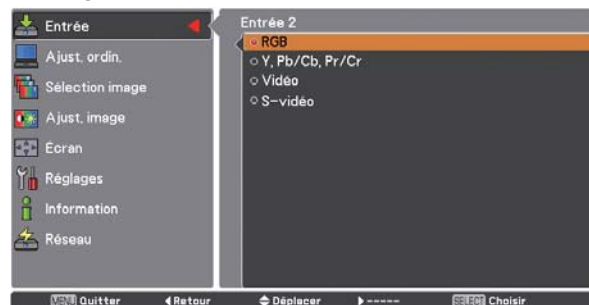 Entrée
Ajust. ordin.
Sélection image
Ajust. image
Écran
Réglages
Information
Réseau
Entrée 2
RGB
Y, Pb/Cb, Pr/Cr
Vidéo
S-vidéo
MENU Quitter Retour Déplacer ----- SELECT Choisir